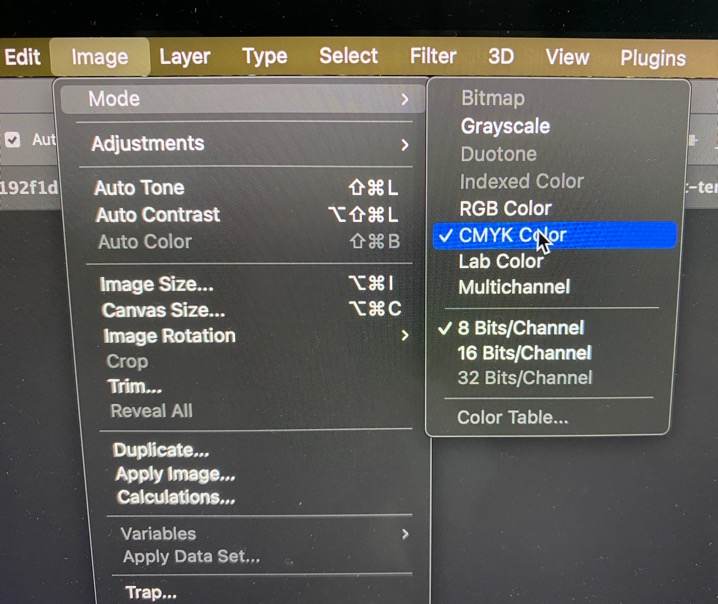 Edit Image Layer Type Select Filter 3D View Plugins
Mode
Aut
Adjustments
192f1d
Auto Tone ⇧⌘L
Auto Contrast ⌥⇧⌘L
Auto Color ⇧⌘B
Image Size... ⌥⌘I
Canvas Size... ⌥⌘C
Image Rotation
Crop
Trim...
Reveal All
Duplicate...
Apply Image...
Calculations...
Variables
Apply Data Set...
Trap...
Bitmap
Grayscale
Duotone
Indexed Color
RGB Color
✓ CMYK Color
Lab Color
Multichannel
✓ 8 Bits/Channel
16 Bits/Channel
32 Bits/Channel
Color Table...